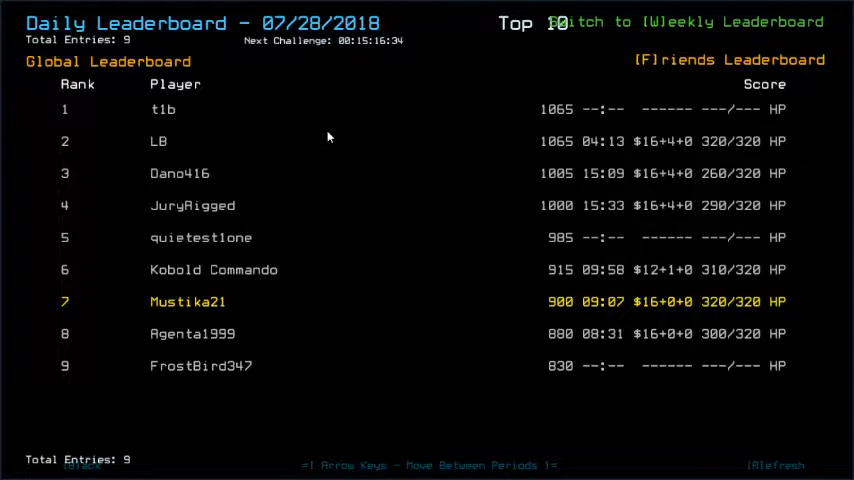 Daily Leaderboard - 07/28/2018
Top 10
Switch to [W]eekly Leaderboard
Total Entries: 9
Next Challenge: 00:15:16:34
Global Leaderboard
[F]riends Leaderboard
Rank Player Score
1 t1b 1065 --:-- ------ ---/--- HP
2 LB 1065 04:13 $16+4+0 320/320 HP
3 Dano416 1005 15:09 $16+4+0 260/320 HP
4 JuryRigged 1000 15:33 $16+4+0 290/320 HP
5 quietest1one 985 --:-- ------ ---/--- HP
6 Kobold Commando 915 09:58 $12+1+0 310/320 HP
7 Mustika21 900 09:07 $16+0+0 320/320 HP
8 Agenta1999 880 08:31 $16+0+0 300/320 HP
9 FrostBird347 830 --:-- ------ ---/--- HP
Total Entries: 9
[B]ack
=[ Arrow Keys - Move Between Periods ]=
[R]efresh